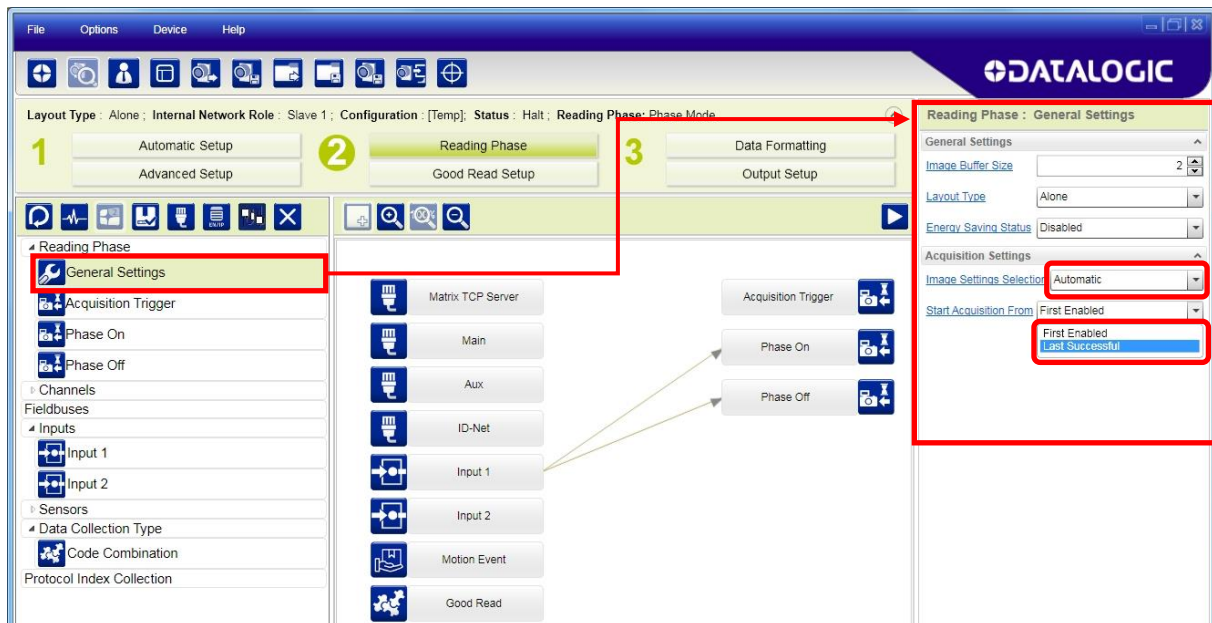 File Options Device Help
DATALOGIC
Layout Type : Alone ; Internal Network Role : Slave 1 ; Configuration : [Temp]; Status : Halt ; Reading Phase: Phase Mode
1 Automatic Setup
Advanced Setup
2 Reading Phase
Good Read Setup
3 Data Formatting
Output Setup
EN/IP
Reading Phase
General Settings
Acquisition Trigger
Phase On
Phase Off
Channels
Fieldbuses
Inputs
Input 1
Input 2
Sensors
Data Collection Type
Code Combination
Protocol Index Collection
Matrix TCP Server
Main
Aux
ID-Net
Input 1
Input 2
Motion Event
Good Read
Acquisition Trigger
Phase On
Phase Off
Reading Phase : General Settings
General Settings
Image Buffer Size 2
Layout Type Alone
Energy Saving Status Disabled
Acquisition Settings
Image Settings Selection Automatic
Start Acquisition From First Enabled
First Enabled
Last Successful